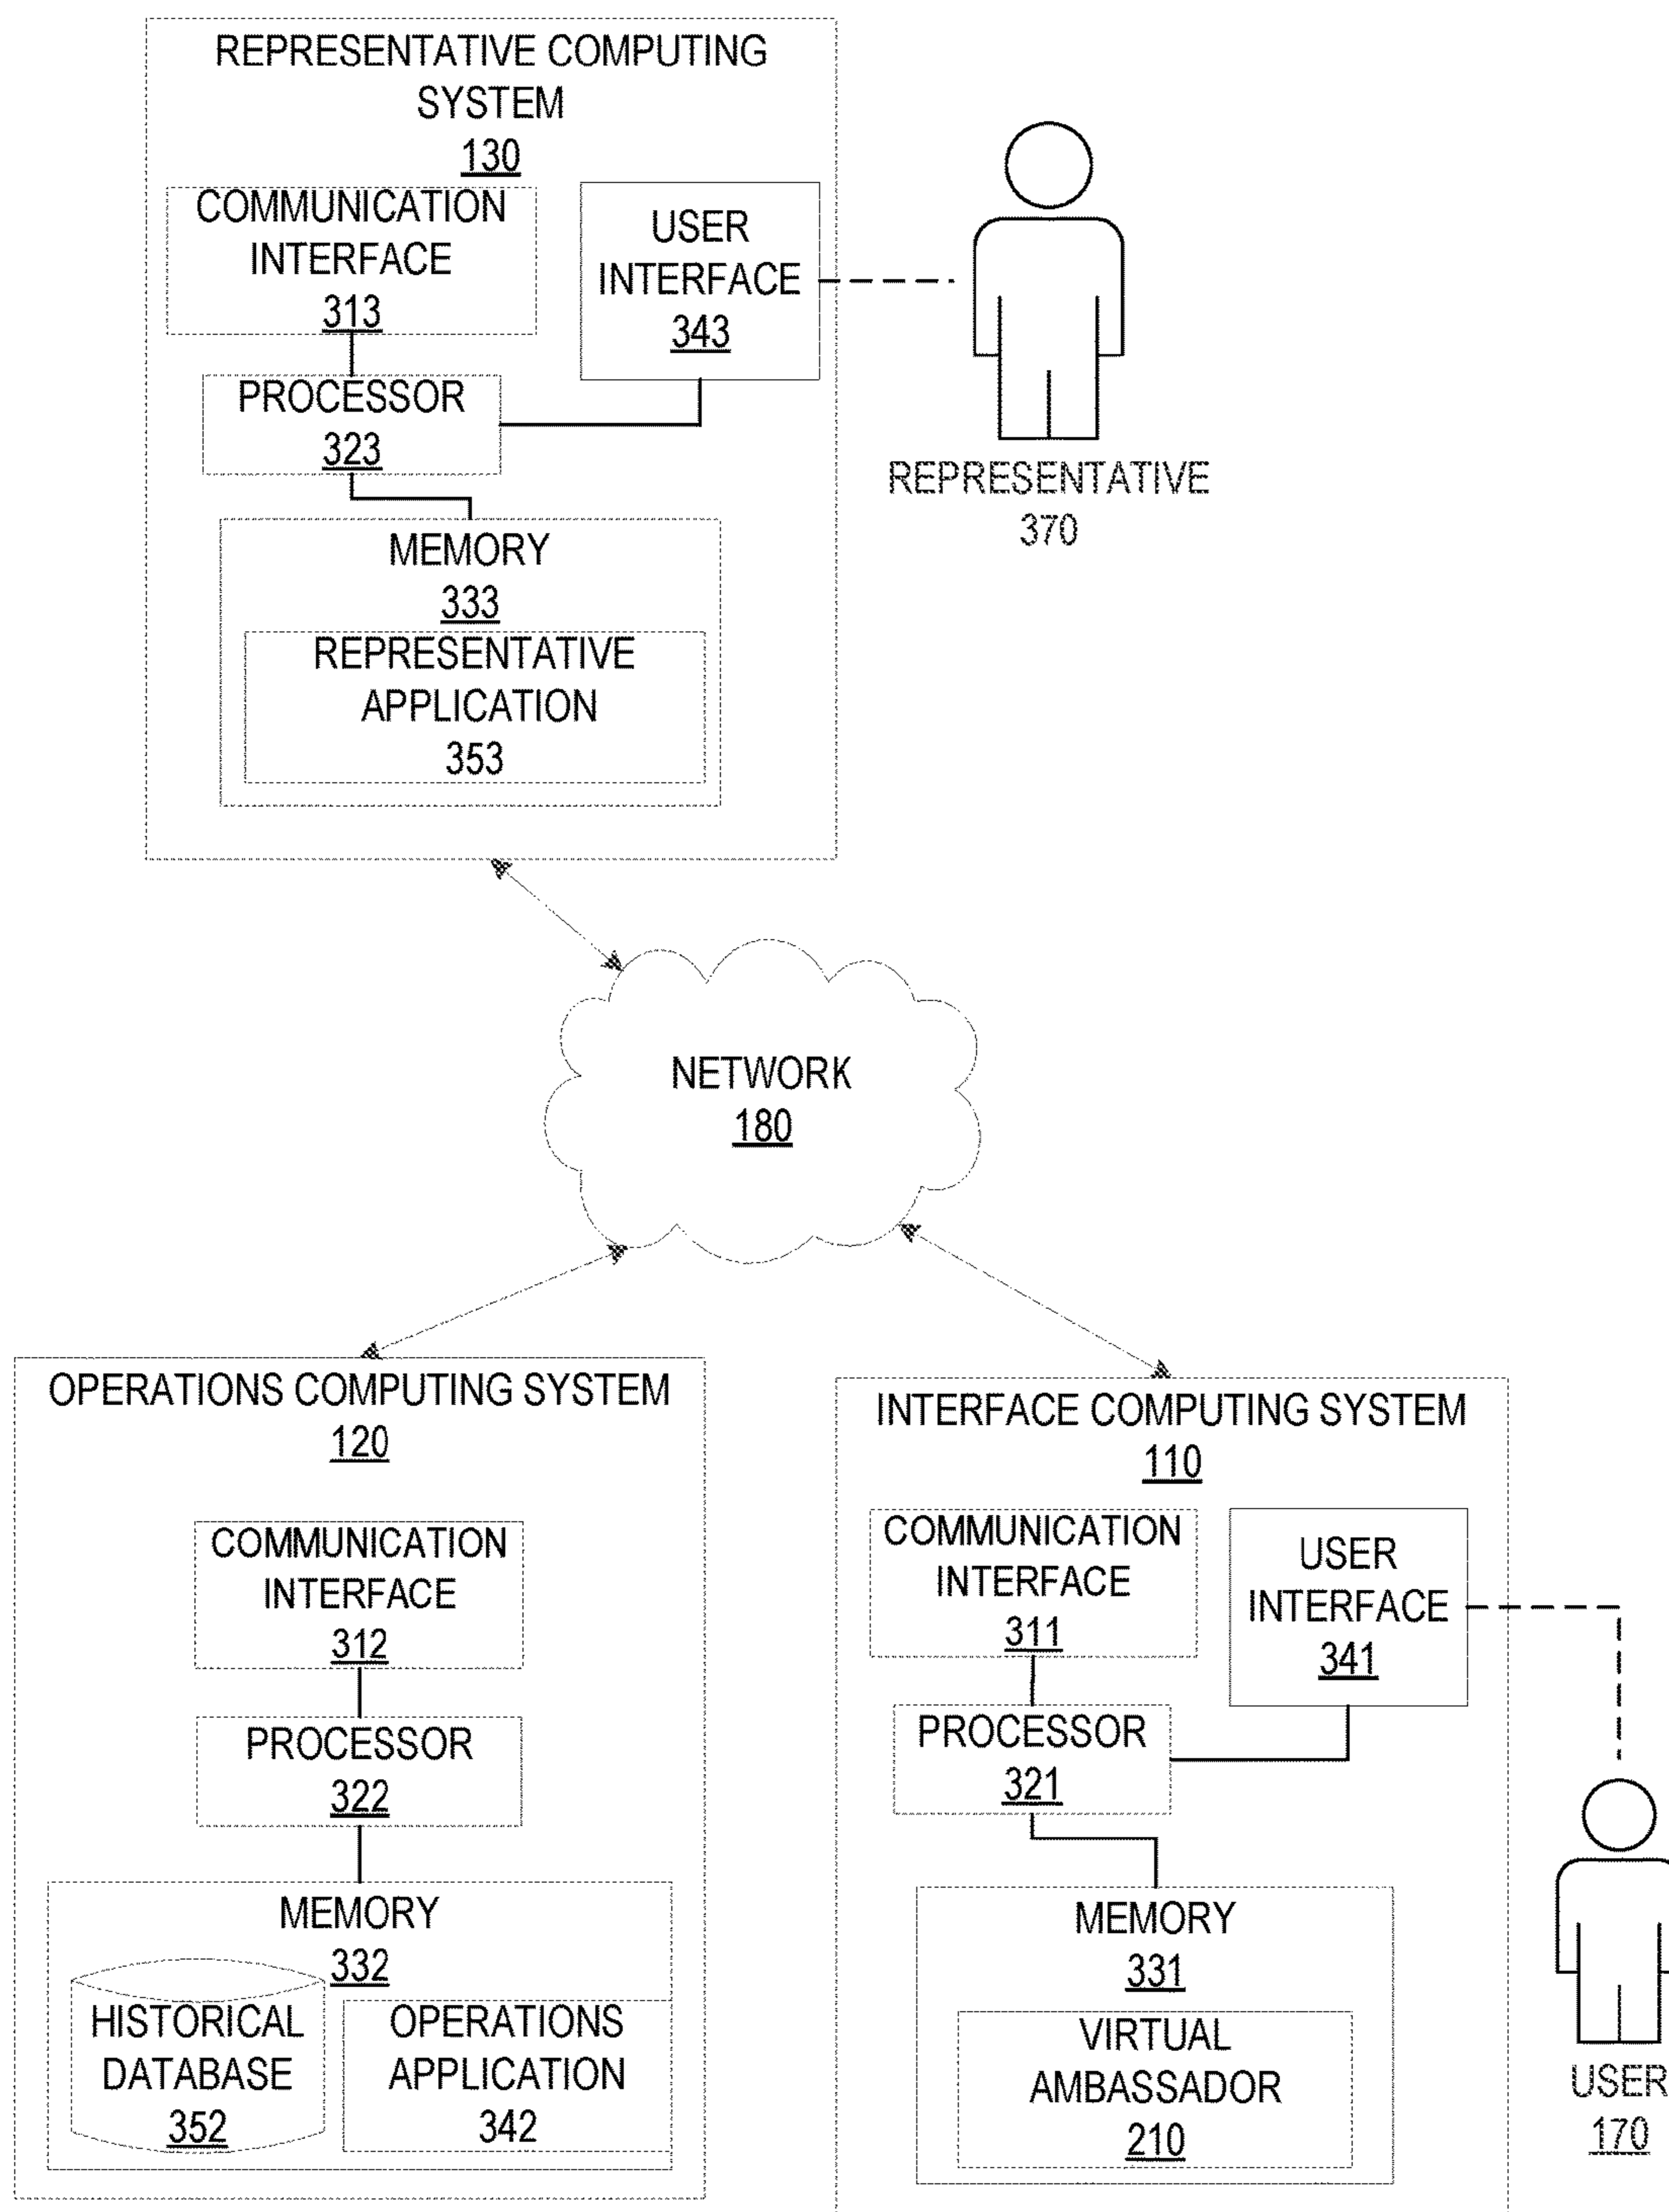 REPRESENTATIVE COMPUTING
SYSTEM
130
COMMUNICATION
INTERFACE
313
USER
INTERFACE
343
PROCESSOR
323
MEMORY
333
REPRESENTATIVE
APPLICATION
353
REPRESENTATIVE
370
NETWORK
180
OPERATIONS COMPUTING SYSTEM
120
COMMUNICATION
INTERFACE
312
PROCESSOR
322
MEMORY
332
HISTORICAL
DATABASE
352
OPERATIONS
APPLICATION
342
INTERFACE COMPUTING SYSTEM
110
COMMUNICATION
INTERFACE
311
USER
INTERFACE
341
PROCESSOR
321
MEMORY
331
VIRTUAL
AMBASSADOR
210
USER
170